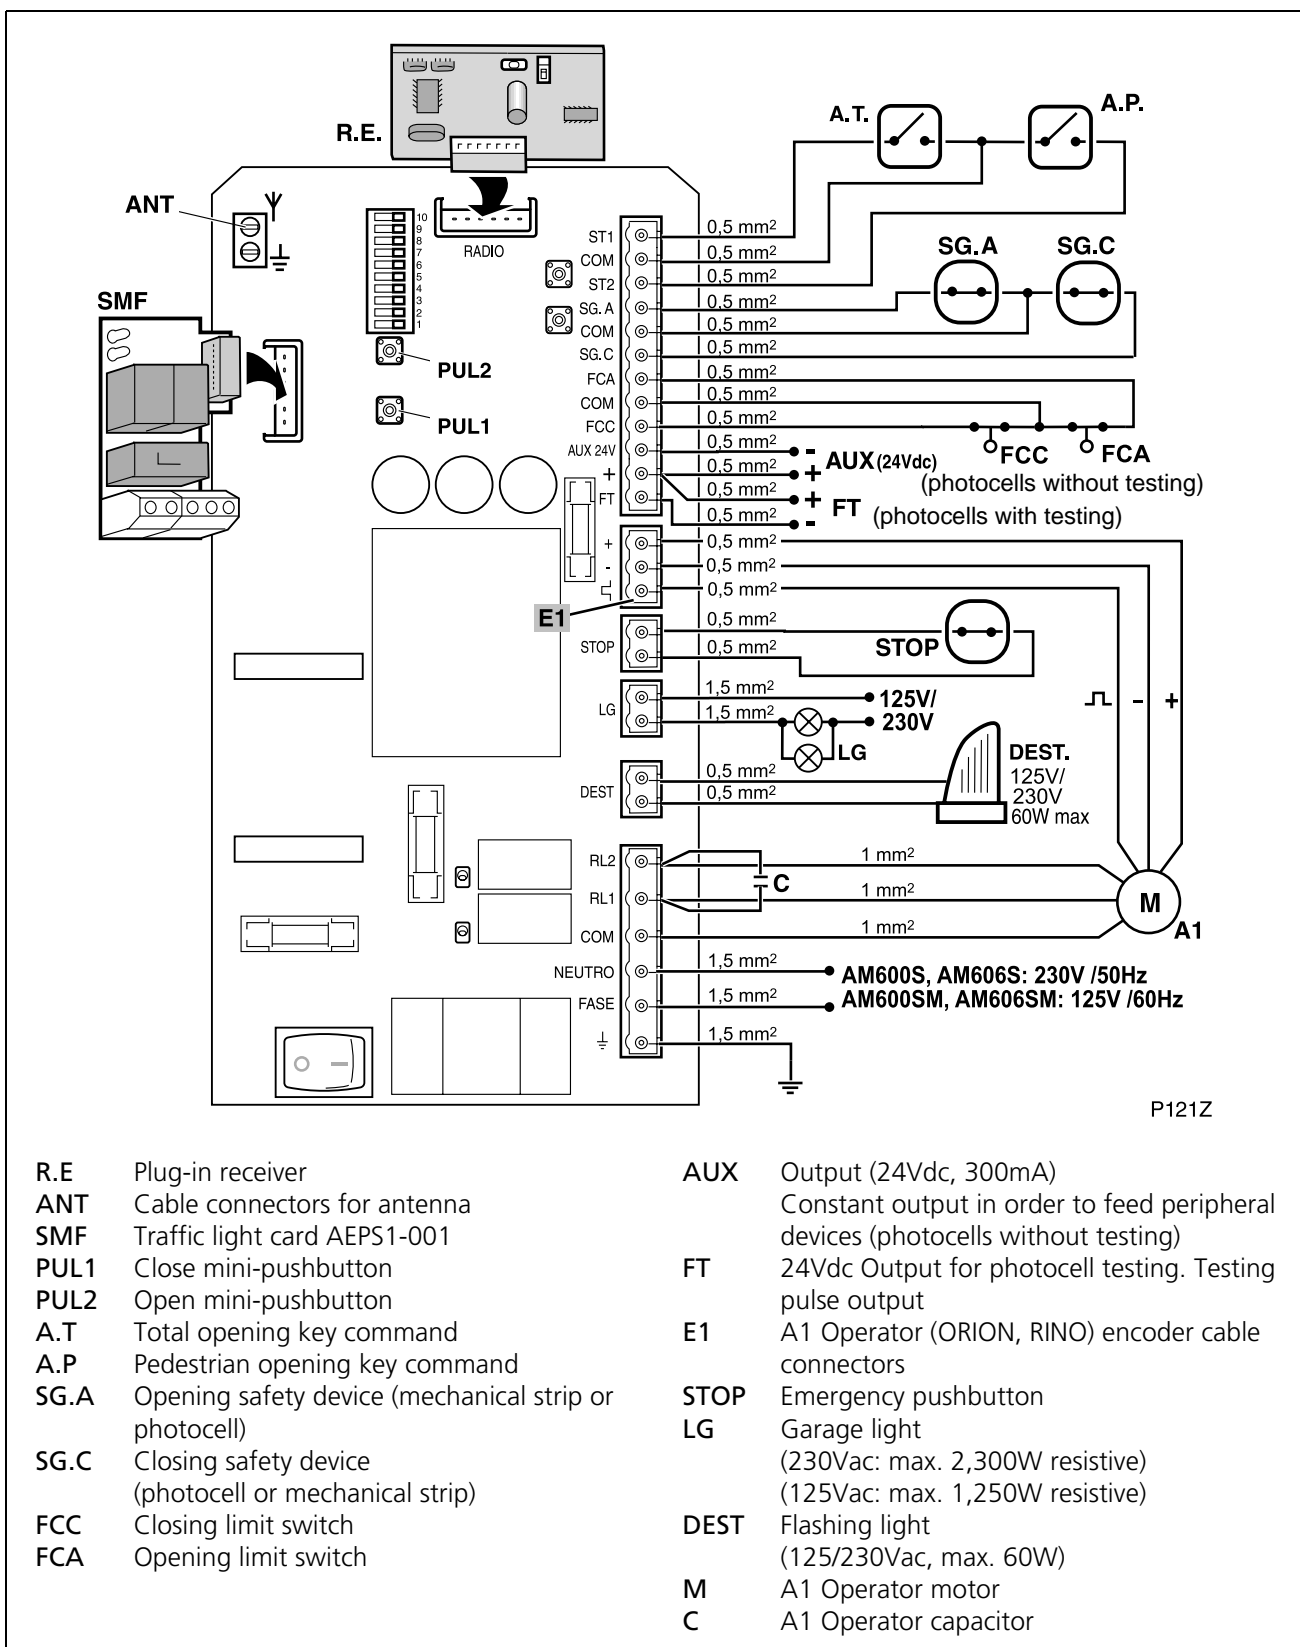 R.E.
A.T.
A.P.
ANT
RADIO
10
9
8
7
6
5
4
3
2
1
SMF
PUL2
PUL1
ST1
0,5 mm2
COM
0,5 mm2
ST2
0,5 mm2
SG.A
SG.C
SG. A
0,5 mm2
COM
0,5 mm2
SG.C
0,5 mm2
FCA
0,5 mm2
COM
0,5 mm2
FCC
0,5 mm2
FCC
FCA
AUX 24V
0,5 mm2
-
AUX (24Vdc)
+
0,5 mm2
+
(photocells without testing)
FT
0,5 mm2
+
FT
(photocells with testing)
0,5 mm2
-
+
0,5 mm2
-
0,5 mm2
0,5 mm2
E1
STOP
0,5 mm2
0,5 mm2
STOP
-
+
LG
1,5 mm2
1,5 mm2
125V/
230V
LG
DEST
0,5 mm2
0,5 mm2
DEST.
125V/
230V
60W max
RL2
1 mm2
C
RL1
1 mm2
M
COM
1 mm2
A1
NEUTRO
1,5 mm2
AM600S, AM606S: 230V /50Hz
FASE
1,5 mm2
AM600SM, AM606SM: 125V /60Hz
1,5 mm2
P121Z
R.E Plug-in receiver
ANT Cable connectors for antenna
SMF Traffic light card AEPS1-001
PUL1 Close mini-pushbutton
PUL2 Open mini-pushbutton
A.T Total opening key command
A.P Pedestrian opening key command
SG.A Opening safety device (mechanical strip or
photocell)
SG.C Closing safety device
(photocell or mechanical strip)
FCC Closing limit switch
FCA Opening limit switch
AUX Output (24Vdc, 300mA)
Constant output in order to feed peripheral
devices (photocells without testing)
FT 24Vdc Output for photocell testing. Testing
pulse output
E1 A1 Operator (ORION, RINO) encoder cable
connectors
STOP Emergency pushbutton
LG Garage light
(230Vac: max. 2,300W resistive)
(125Vac: max. 1,250W resistive)
DEST Flashing light
(125/230Vac, max. 60W)
M A1 Operator motor
C A1 Operator capacitor